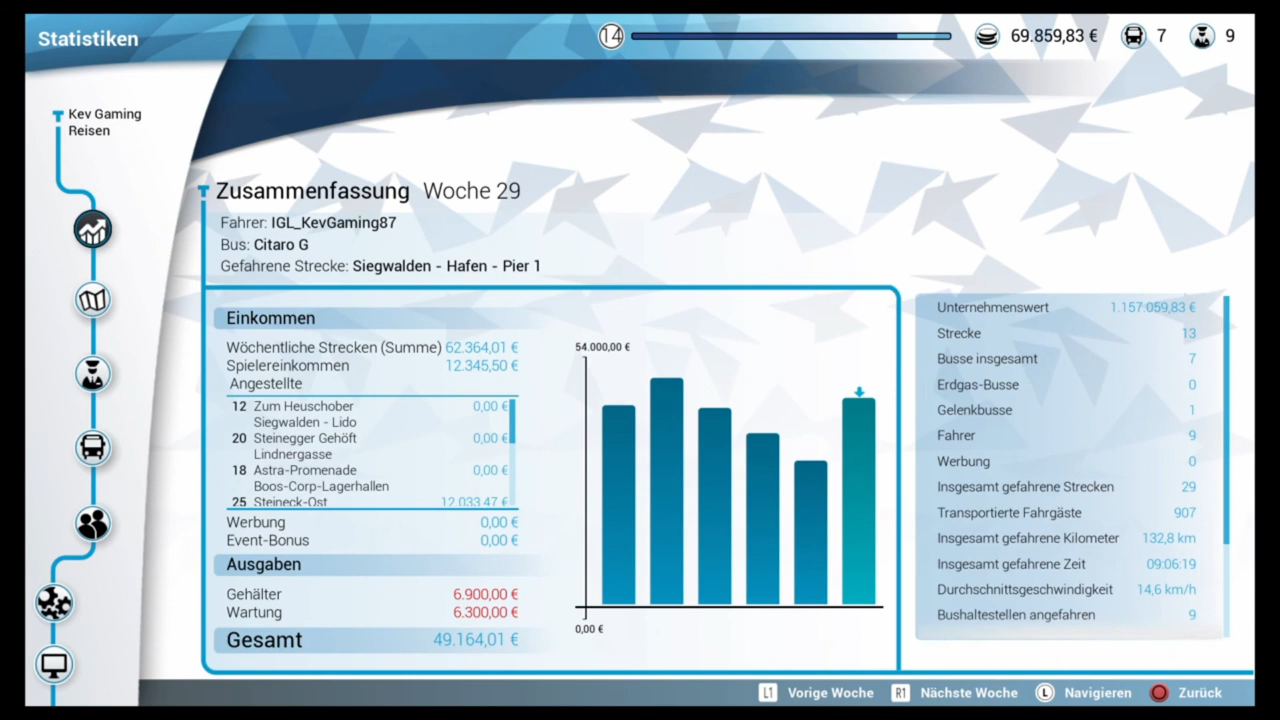 Statistiken
14
69.859,83 €
7
9
Kev Gaming
Reisen
Zusammenfassung Woche 29
Fahrer: IGL_KevGaming87
Bus: Citaro G
Gefahrene Strecke: Siegwalden - Hafen - Pier 1
Einkommen
Wöchentliche Strecken (Summe) 62.364,01 €
Spielereinkommen 12.345,50 €
Angestellte
12 Zum Heuschober 0,00 €
Siegwalden - Lido
20 Steinegger Gehöft 0,00 €
Lindnergasse
18 Astra-Promenade 0,00 €
Boos-Corp-Lagerhallen
25 Steineck-Ost 12.033,47 €
Werbung 0,00 €
Event-Bonus 0,00 €
Ausgaben
Gehälter 6.900,00 €
Wartung 6.300,00 €
Gesamt 49.164,01 €
54.000,00 €
0,00 €
Unternehmenswert 1.157.059,83 €
Strecke 13
Busse insgesamt 7
Erdgas-Busse 0
Gelenkbusse 1
Fahrer 9
Werbung 0
Insgesamt gefahrene Strecken 29
Transportierte Fahrgäste 907
Insgesamt gefahrene Kilometer 132,8 km
Insgesamt gefahrene Zeit 09:06:19
Durchschnittsgeschwindigkeit 14,6 km/h
Bushaltestellen angefahren 9
L1 Vorige Woche R1 Nächste Woche L Navigieren Zurück